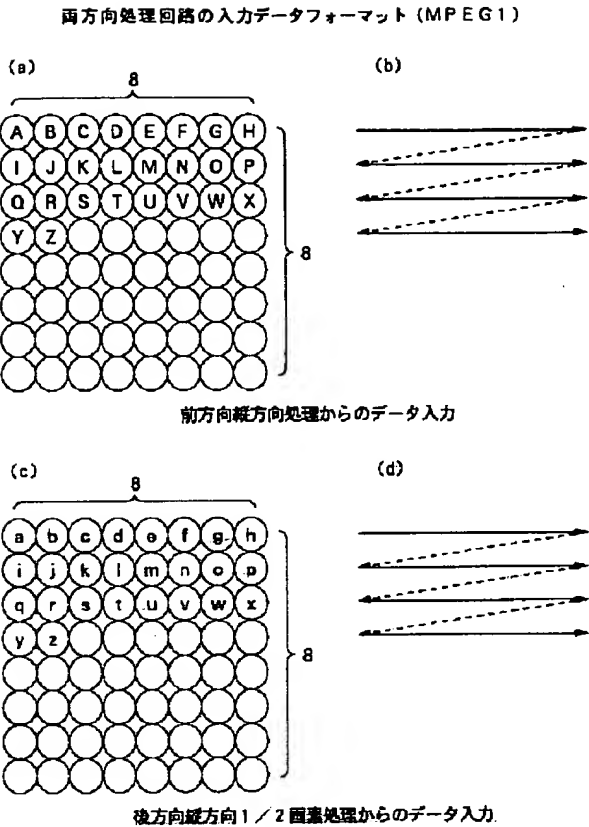 両方向処理回路の入力データフォーマット(MPEG1)
(a)
(b)
8
A B C D E F G H
I J K L M N O P
Q R S T U V W X
Y Z
8
前方向縦方向処理からのデータ入力
(c)
(d)
8
a b c d e f g h
i j k l m n o p
q r s t u v w x
y z
8
後方向縦方向1/2画素処理からのデータ入力